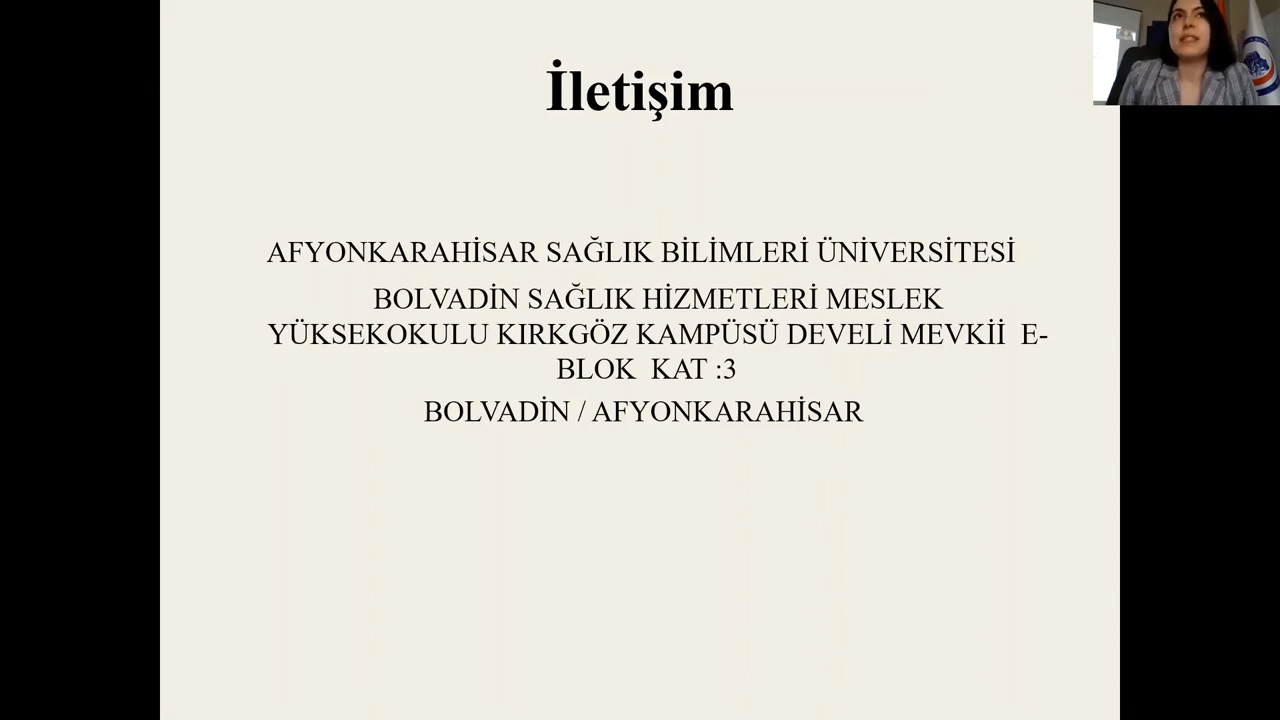 İletişim
AFYONKARAHİSAR SAĞLIK BİLİMLERİ ÜNİVERSİTESİ
BOLVADİN SAĞLIK HİZMETLERİ MESLEK
YÜKSEKOKULU KIRKGÖZ KAMPÜSÜ DEVELİ MEVKİİ  E-
BLOK  KAT :3
BOLVADİN / AFYONKARAHİSAR